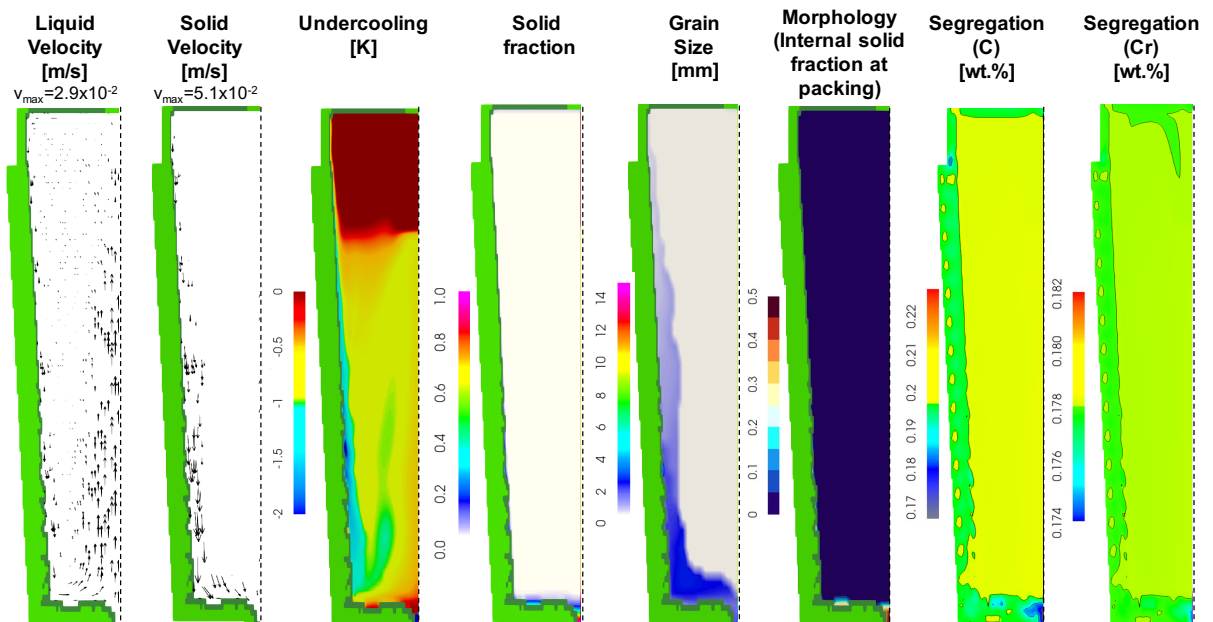 Liquid
Velocity
[m/s]
vmax=2.9x10-2
Solid
Velocity
[m/s]
vmax=5.1x10-2
Undercooling
[K]
Solid
fraction
Grain
Size
[mm]
Morphology
(Internal solid
fraction at
packing)
Segregation
(C)
[wt.%]
Segregation
(Cr)
[wt.%]
0
-0.5
-1
-1.5
-2
1.0
0.8
0.6
0.4
0.2
0.0
14
12
10
8
6
4
2
0
0.5
0.4
0.3
0.2
0.1
0
0.22
0.21
0.2
0.19
0.18
0.17
0.182
0.180
0.178
0.176
0.174